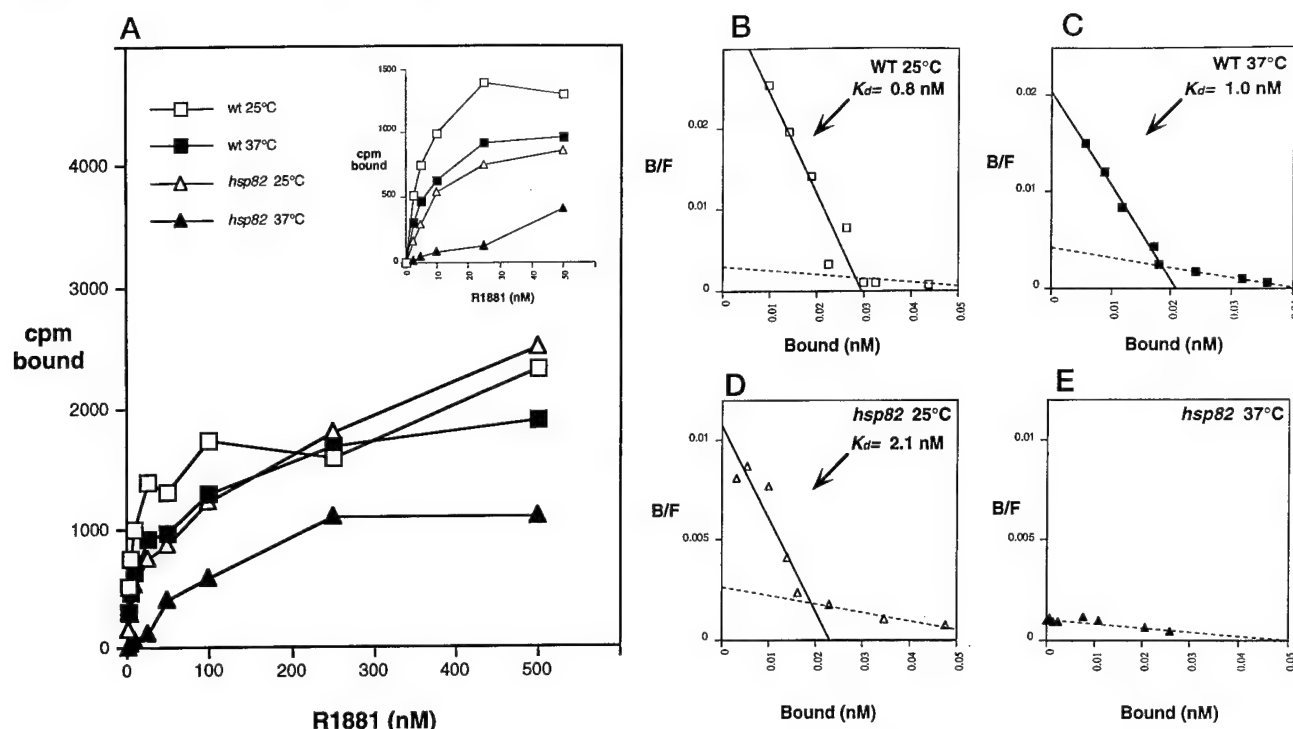 A
wt 25°C
wt 37°C
hsp82 25°C
hsp82 37°C
4000
3000
cpm
bound
2000
1000
0
0 100 200 300 400 500
R1881 (nM)
1500
1000
cpm
bound
500
0
0 10 20 30 40 50
R1881 (nM)
B
WT 25°C
Kd= 0.8 nM
0.02
B/F
0.01
0
0 0.01 0.02 0.03 0.04 0.05
Bound (nM)
C
WT 37°C
Kd= 1.0 nM
0.02
B/F
0.01
0
0 0.01 0.02 0.03 0.04
Bound (nM)
D
hsp82 25°C
Kd= 2.1 nM
0.01
B/F
0.005
0
0 0.01 0.02 0.03 0.04 0.05
Bound (nM)
E
hsp82 37°C
0.01
B/F
0.005
0
0 0.01 0.02 0.03 0.04 0.05
Bound (nM)